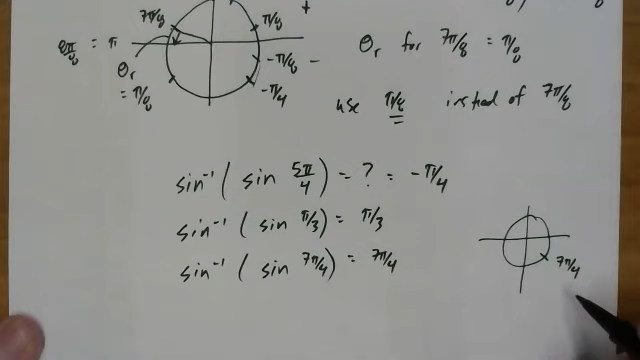 7π/8
π/8
+
8π/8 = π
-π/8 -
θr for 7π/8 = π/8
θr
= π/8
-π/4
use π/8 instead of 7π/8
sin⁻¹ ( sin 5π/4 ) = ? = -π/4
sin⁻¹ ( sin π/3 ) = π/3
sin⁻¹ ( sin 7π/4 ) = 7π/4
7π/4